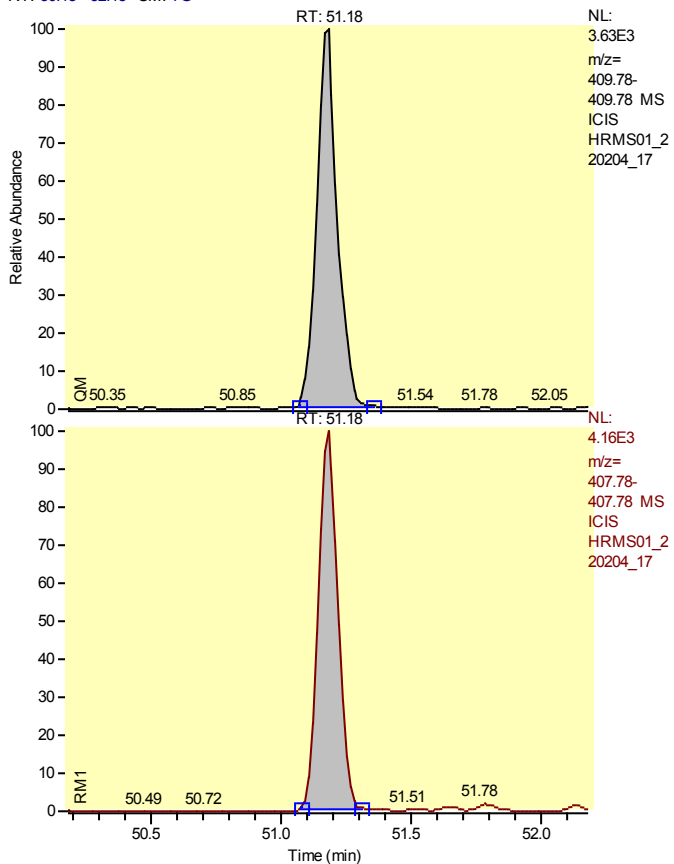 RT: 51.18
NL:
3.63E3
m/z=
409.78-
409.78 MS
ICIS
HRMS01_2
20204_17
100
90
80
70
60
50
40
30
20
10
0
Relative Abundance
QM
50.35 50.85 51.54 51.78 52.05
RT: 51.18
NL:
4.16E3
m/z=
407.78-
407.78 MS
ICIS
HRMS01_2
20204_17
100
90
80
70
60
50
40
30
20
10
0
RM1
50.49 50.72 51.51 51.78
50.5 51.0 51.5 52.0
Time (min)